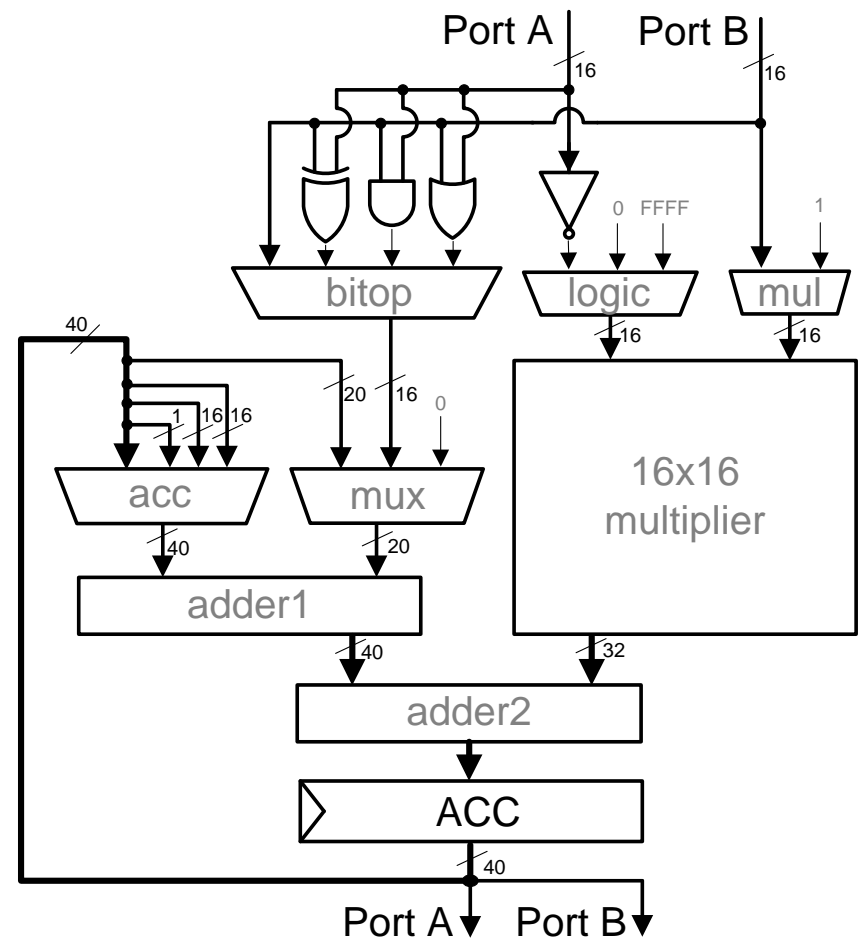 Port A
Port B
16
16
0
FFFF
1
bitop
logic
mul
40
16
16
20
16
0
1
16
16
acc
mux
16x16
multiplier
40
20
adder1
40
32
adder2
ACC
40
Port A
Port B